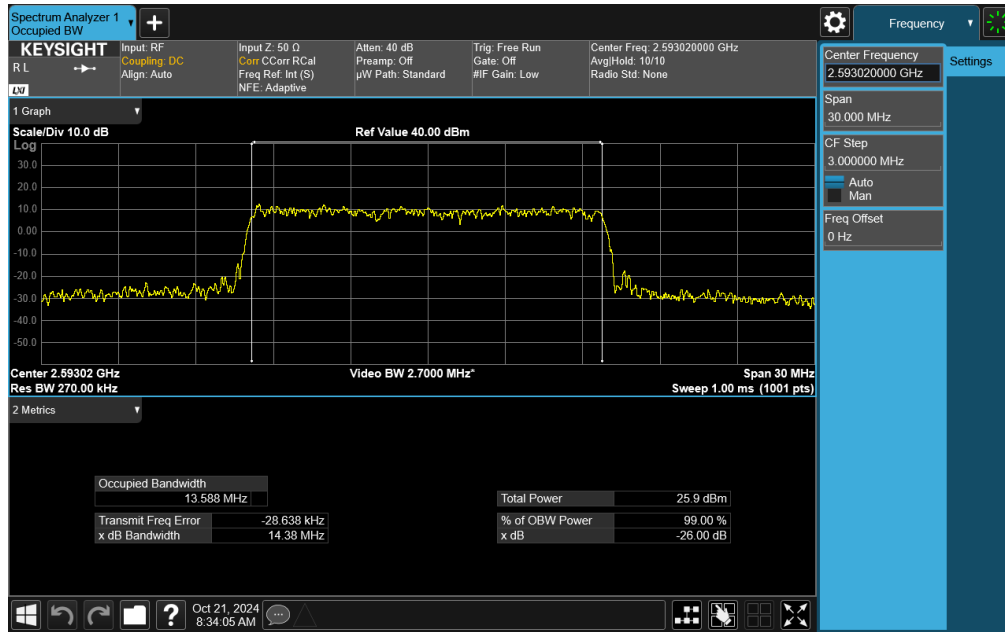 Spectrum Analyzer 1
Occupied BW
Frequency
KEYSIGHT
RL
LXI
Input: RF
Coupling: DC
Align: Auto
Input Z: 50 Ω
Corr CCorr RCal
Freq Ref: Int (S)
NFE: Adaptive
Atten: 40 dB
Preamp: Off
µW Path: Standard
Trig: Free Run
Gate: Off
#IF Gain: Low
Center Freq: 2.593020000 GHz
Avg|Hold: 10/10
Radio Std: None
Center Frequency
2.593020000 GHz
Settings
Span
30.000 MHz
CF Step
3.000000 MHz
Auto
Man
Freq Offset
0 Hz
1 Graph
Scale/Div 10.0 dB
Ref Value 40.00 dBm
Log
30.0
20.0
10.0
0.00
-10.0
-20.0
-30.0
-40.0
-50.0
Center 2.59302 GHz
Video BW 2.7000 MHz*
Span 30 MHz
Res BW 270.00 kHz
Sweep 1.00 ms (1001 pts)
2 Metrics
Occupied Bandwidth
13.588 MHz
Total Power 25.9 dBm
Transmit Freq Error -28.638 kHz
% of OBW Power 99.00 %
x dB Bandwidth 14.38 MHz
x dB -26.00 dB
?
Oct 21, 2024
8:34:05 AM